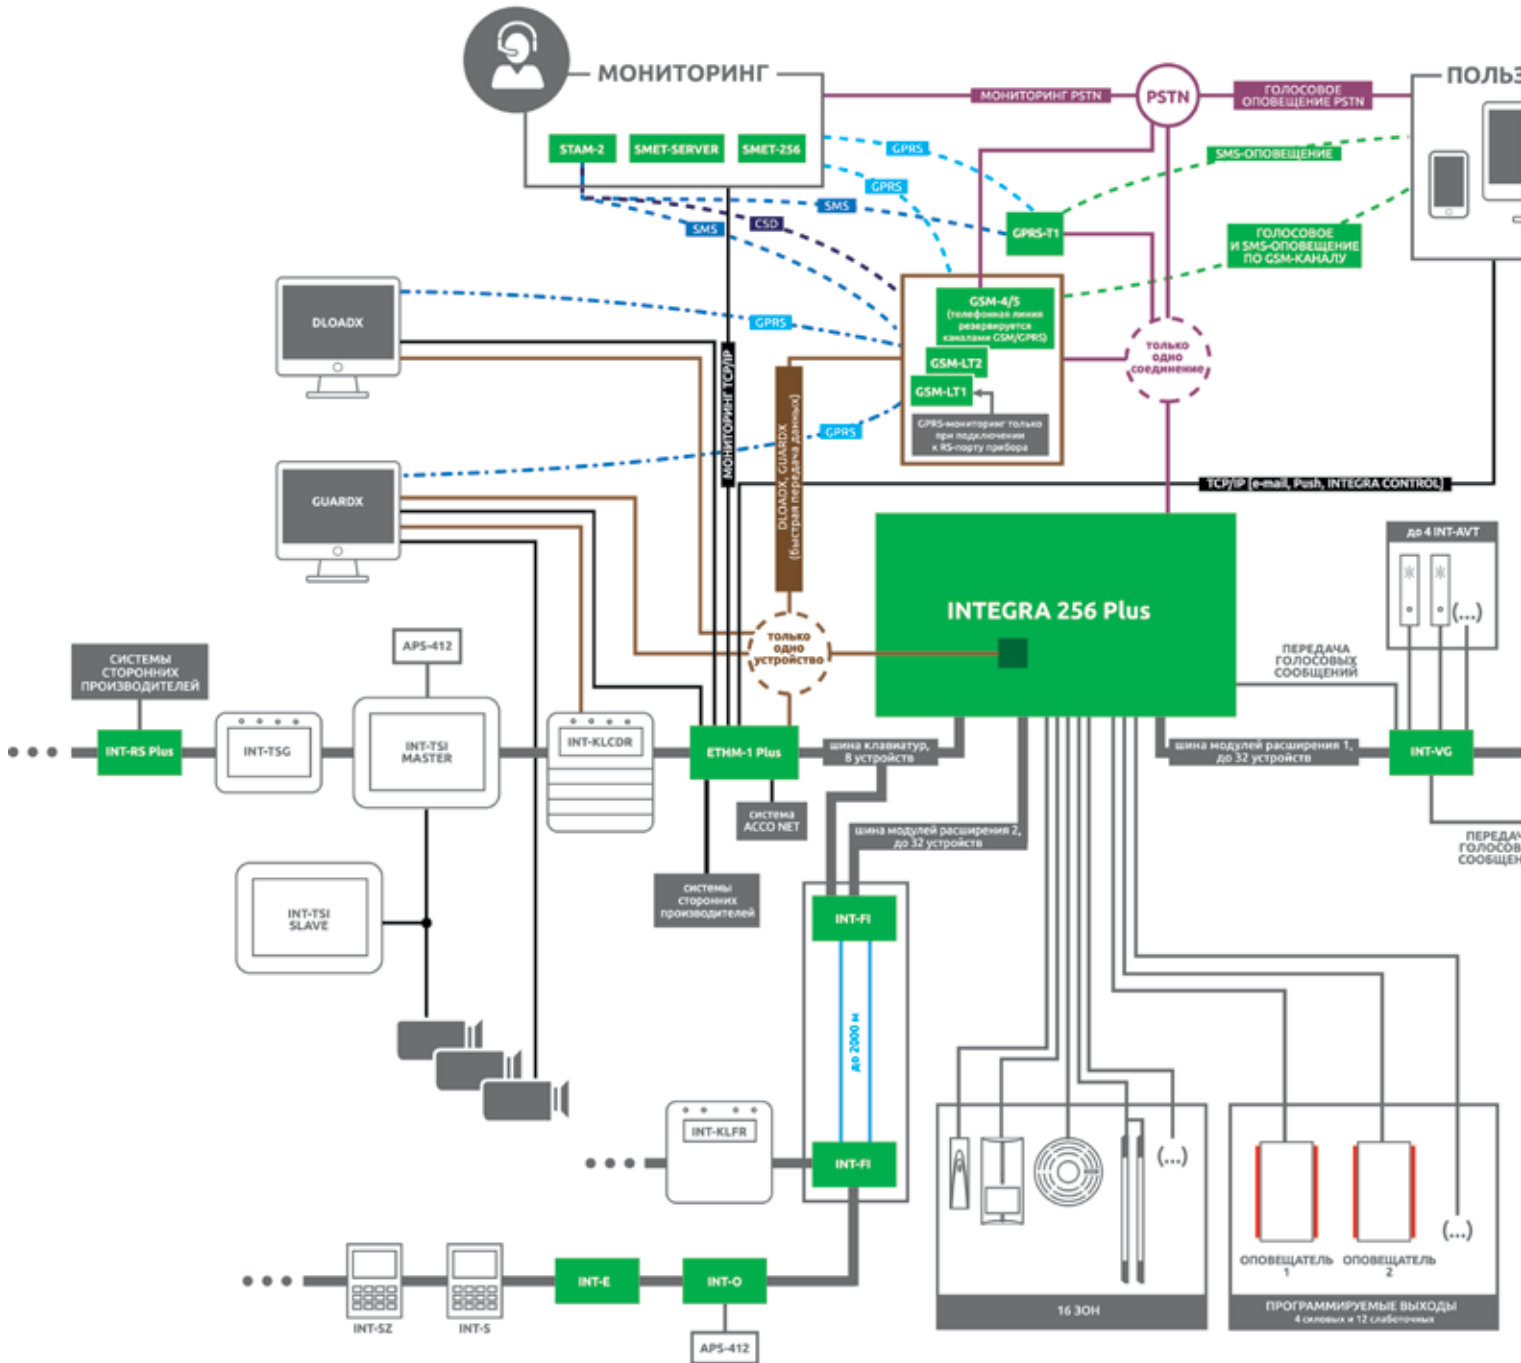 МОНИТОРИНГ
STAM-2
SMET-SERVER
SMET-256
МОНИТОРИНГ PSTN
PSTN
ГОЛОСОВОЕ
ОПОВЕЩЕНИЕ PSTN
ПОЛЬЗ
GPRS
GPRS
SMS
CSD
SMS
SMS-ОПОВЕЩЕНИЕ
GPRS-T1
ГОЛОСОВОЕ
И SMS-ОПОВЕЩЕНИЕ
ПО GSM-КАНАЛУ
DLOADX
GPRS
GSM-4/5
(телефонная линия
резервируется
каналами GSM/GPRS)
GSM-LT2
GSM-LT1
GPRS-мониторинг только
при подключении
к RS-порту прибора
только
одно
соединение
МОНИТОРИНГ TCP/IP
DLOADX, GUARDX
(быстрая передача данных)
GPRS
GUARDX
TCP/IP [e-mail, Push, INTEGRA CONTROL]
INTEGRA 256 Plus
до 4 INT-AVT
(...)
только
одно
устройство
ПЕРЕДАЧА
ГОЛОСОВЫХ
СООБЩЕНИЙ
СИСТЕМЫ
СТОРОННИХ
ПРОИЗВОДИТЕЛЕЙ
APS-412
INT-RS Plus
INT-TSG
INT-TSI
MASTER
INT-KLCDR
ETHM-1 Plus
шина клавиатур,
8 устройств
шина модулей расширения 1,
до 32 устройств
INT-VG
система
ACCO NET
шина модулей расширения 2,
до 32 устройств
ПЕРЕДАЧ
ГОЛОСОВ
СООБЩЕН
системы
сторонних
производителей
INT-TSI
SLAVE
INT-FI
до 2000 м
INT-KLFR
INT-FI
(...)
(...)
ОПОВЕЩАТЕЛЬ
1
ОПОВЕЩАТЕЛЬ
2
16 ЗОН
ПРОГРАММИРУЕМЫЕ ВЫХОДЫ
4 силовых и 12 слаботочных
INT-SZ
INT-S
INT-E
INT-O
APS-412